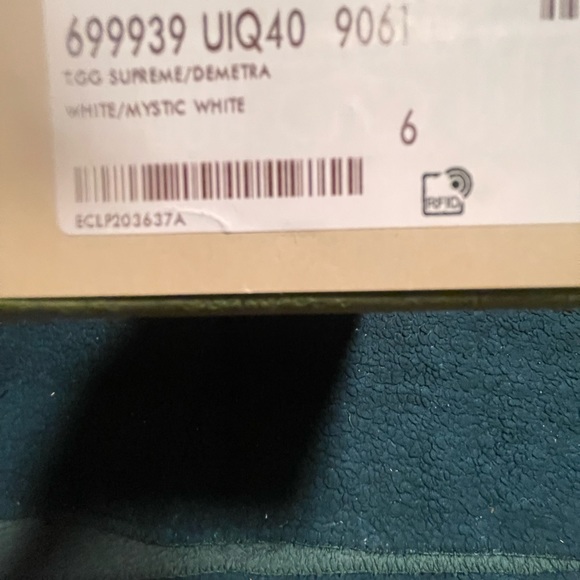 699939 UIQ40 9061
T.GG SUPREME/DEMETRA
WHITE/MYSTIC WHITE
6
ECLP203637A
RFID